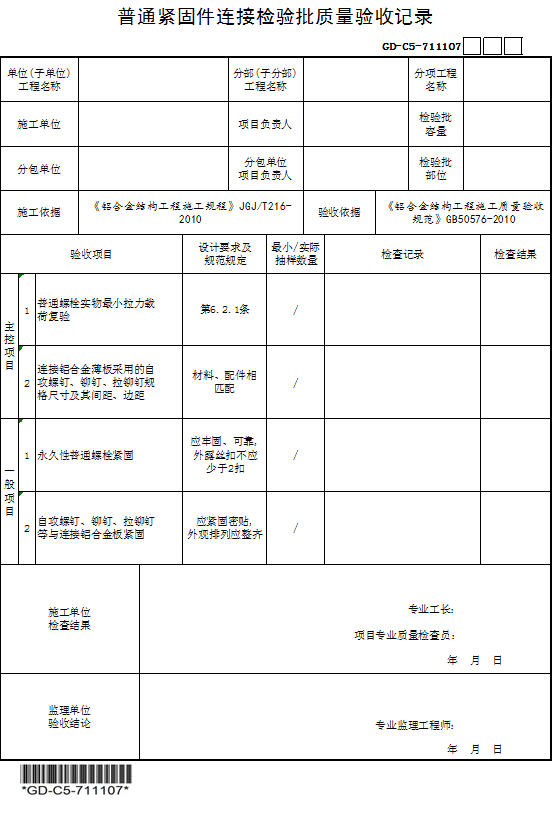 普通紧固件连接检验批质量验收记录
GD-C5-711107
单位(子单位)
工程名称
分部(子分部)
工程名称
分项工程
名称
施工单位
项目负责人
检验批
容量
分包单位
分包单位
项目负责人
检验批
部位
施工依据
《铝合金结构工程施工规程》JGJ/T216-
2010
验收依据
《铝合金结构工程施工质量验收
规范》GB50576-2010
验收项目
设计要求及
规范规定
最小/实际
抽样数量
检查记录
检查结果
主
控
项
目
1
普通螺栓实物最小拉力载
荷复验
第6.2.1条
/
2
连接铝合金薄板采用的自
攻螺钉、铆钉、拉铆钉规
格尺寸及其间距、边距
材料、配件相
匹配
/
一
般
项
目
1
永久性普通螺栓紧固
应牢固、可靠,
外露丝扣不应
少于2扣
/
2
自攻螺钉、铆钉、拉铆钉
等与连接铝合金板紧固
应紧固密贴,
外观排列应整齐
/
施工单位
检查结果
专业工长:
项目专业质量检查员:
年 月 日
监理单位
验收结论
专业监理工程师:
年 月 日
*GD-C5-711107*